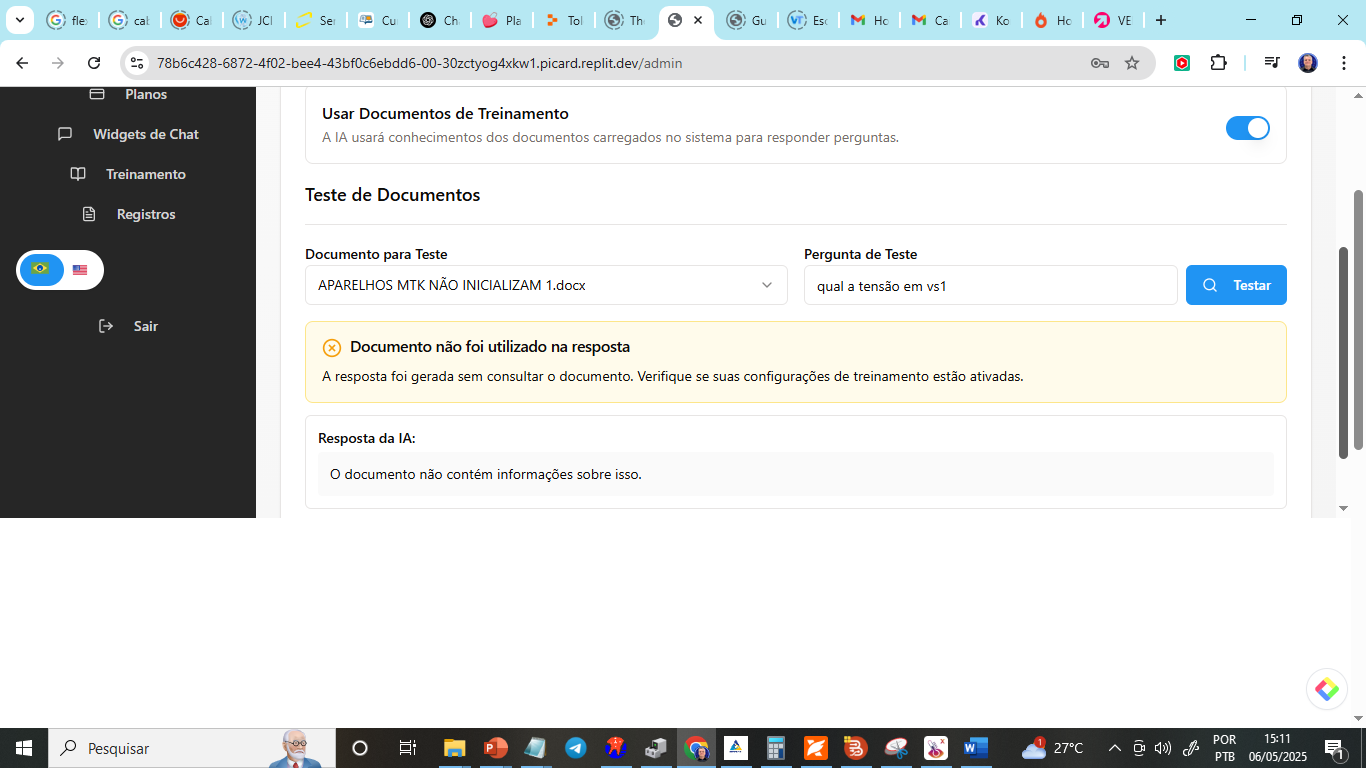 fle
cab
Cal
JCI
Se
Cu
Ch
Pla
Tol
Th
Gu
Esc
Ho
Ca
Ko
Ho
VE
78b6c428-6872-4f02-bee4-43bf0c6ebdd6-00-30zctyog4xkw1.picard.replit.dev/admin
Planos
Widgets de Chat
Treinamento
Registros
Sair
Usar Documentos de Treinamento
A IA usará conhecimentos dos documentos carregados no sistema para responder perguntas.
Teste de Documentos
Documento para Teste
Pergunta de Teste
APARELHOS MTK NÃO INICIALIZAM 1.docx
qual a tensão em vs1
Testar
Documento não foi utilizado na resposta
A resposta foi gerada sem consultar o documento. Verifique se suas configurações de treinamento estão ativadas.
Resposta da IA:
O documento não contém informações sobre isso.
Pesquisar
1
27°C
POR
PTB
15:11
06/05/2025
1